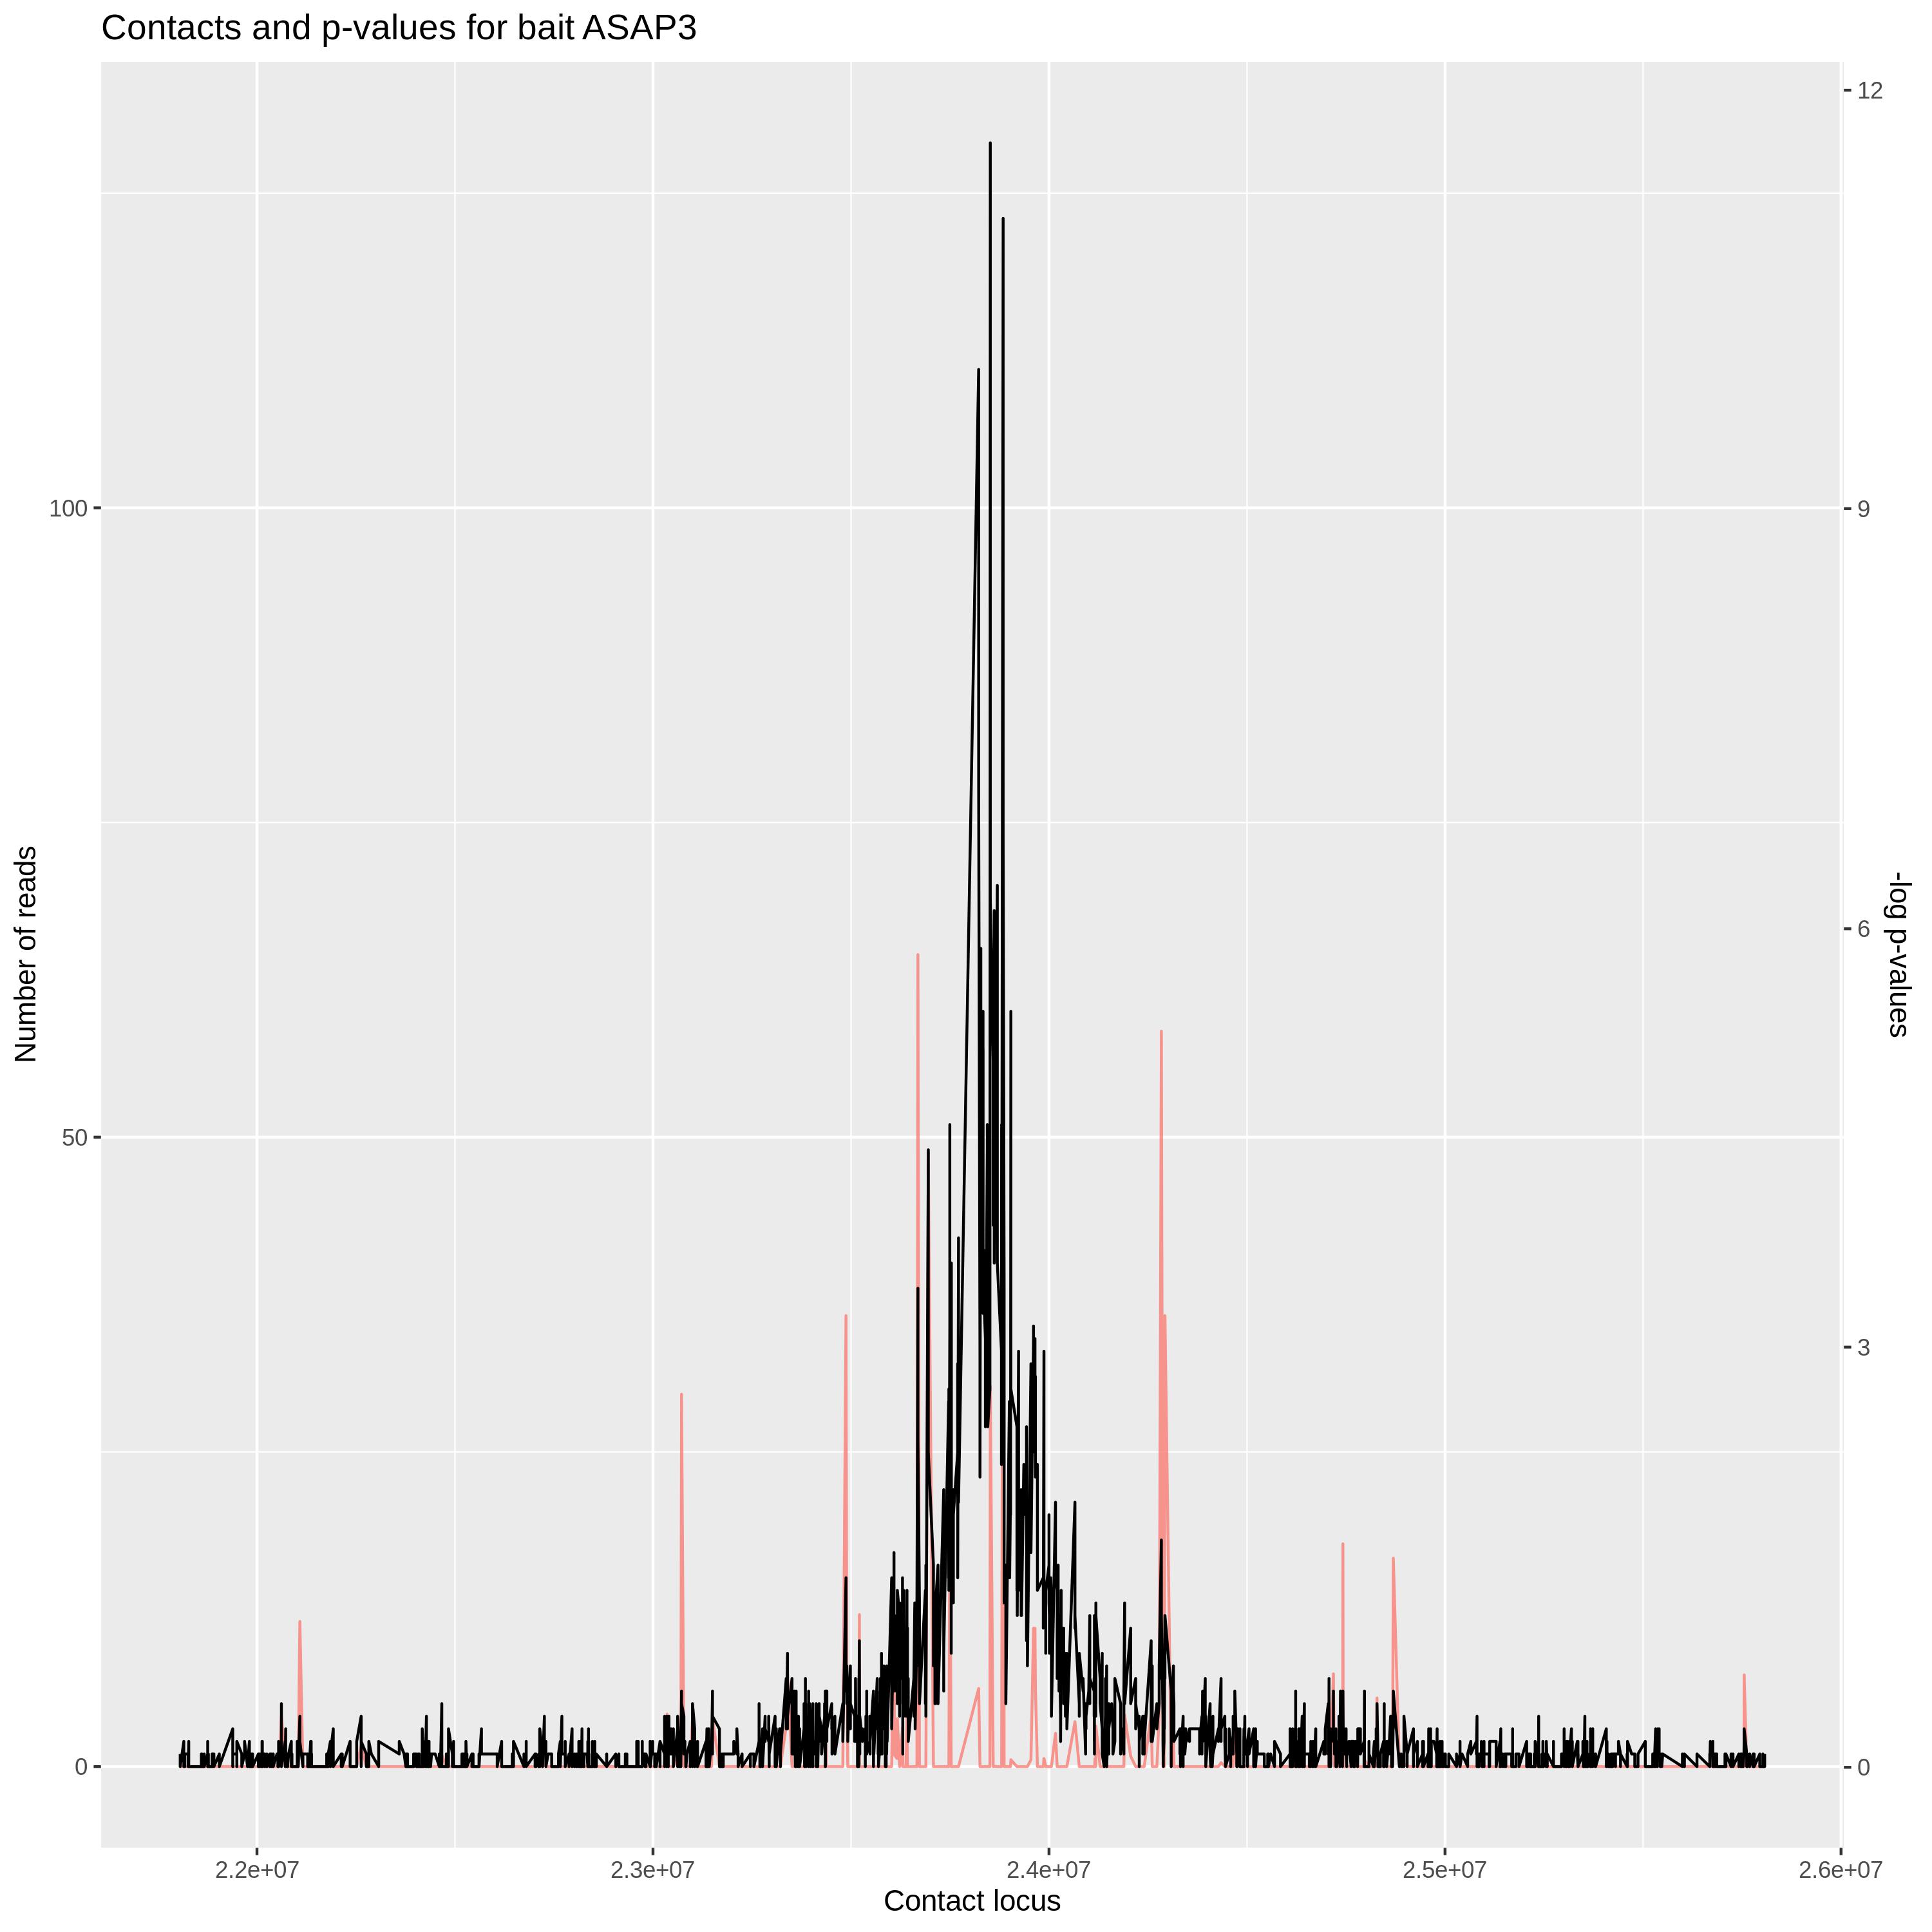 Contacts and p-values for bait ASAP3
Number of reads
100
50
0
12
9
6
3
0
-log p-values
2.2e+07 2.3e+07 2.4e+07 2.5e+07 2.6e+07
Contact locus